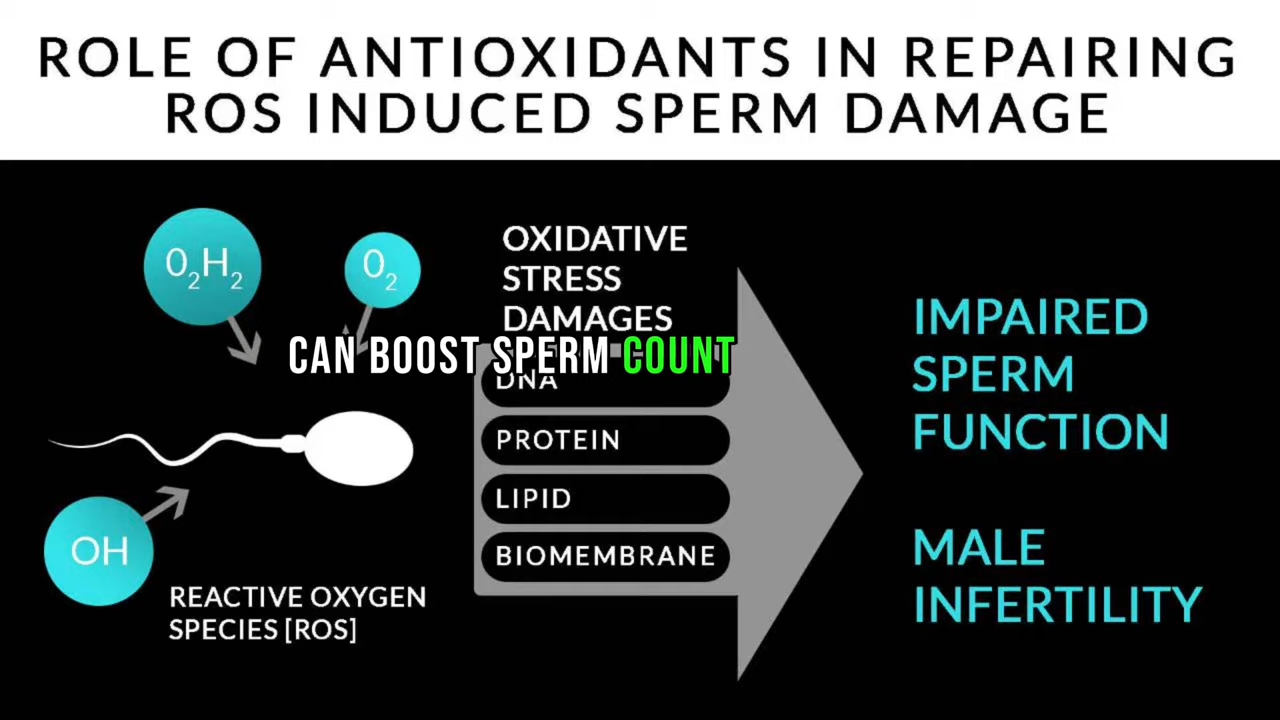 ROLE OF ANTIOXIDANTS IN REPAIRING
ROS INDUCED SPERM DAMAGE
O₂H₂
O₂
OH
REACTIVE OXYGEN
SPECIES [ROS]
OXIDATIVE
STRESS
DAMAGES
CAN BOOST SPERM COUNT
DNA
PROTEIN
LIPID
BIOMEMBRANE
IMPAIRED
SPERM
FUNCTION
MALE
INFERTILITY